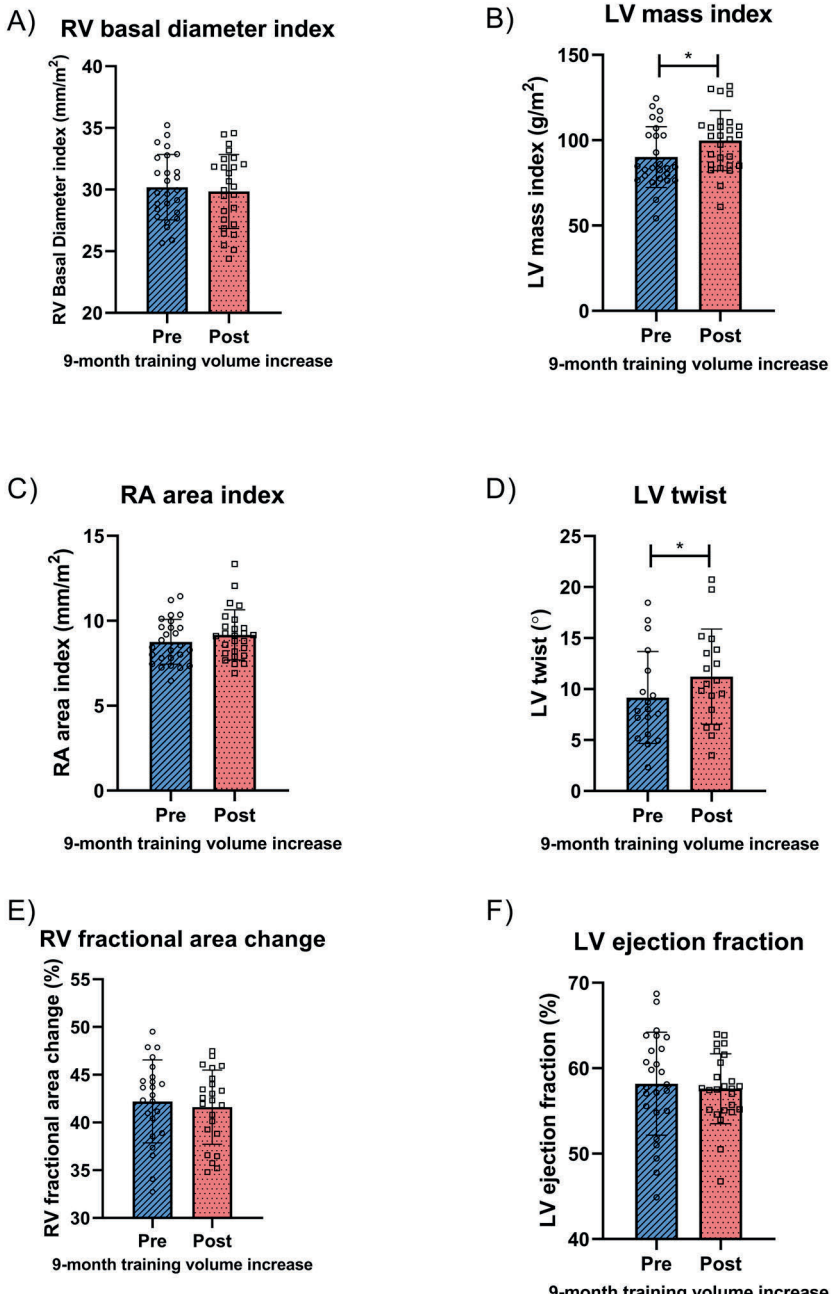 A)
RV basal diameter index
RV Basal Diameter index (mm/m²)
40
35
30
25
20
Pre Post
9-month training volume increase
B)
LV mass index
LV mass index (g/m²)
150
100
50
0
*
Pre Post
9-month training volume increase
C)
RA area index
RA area index (mm/m²)
15
10
5
0
Pre Post
9-month training volume increase
D)
LV twist
LV twist (°)
25
20
15
10
5
0
*
Pre Post
9-month training volume increase
E)
RV fractional area change
RV fractional area change (%)
55
50
45
40
35
30
Pre Post
9-month training volume increase
F)
LV ejection fraction
LV ejection fraction (%)
70
60
50
40
Pre Post
9-month training volume increase